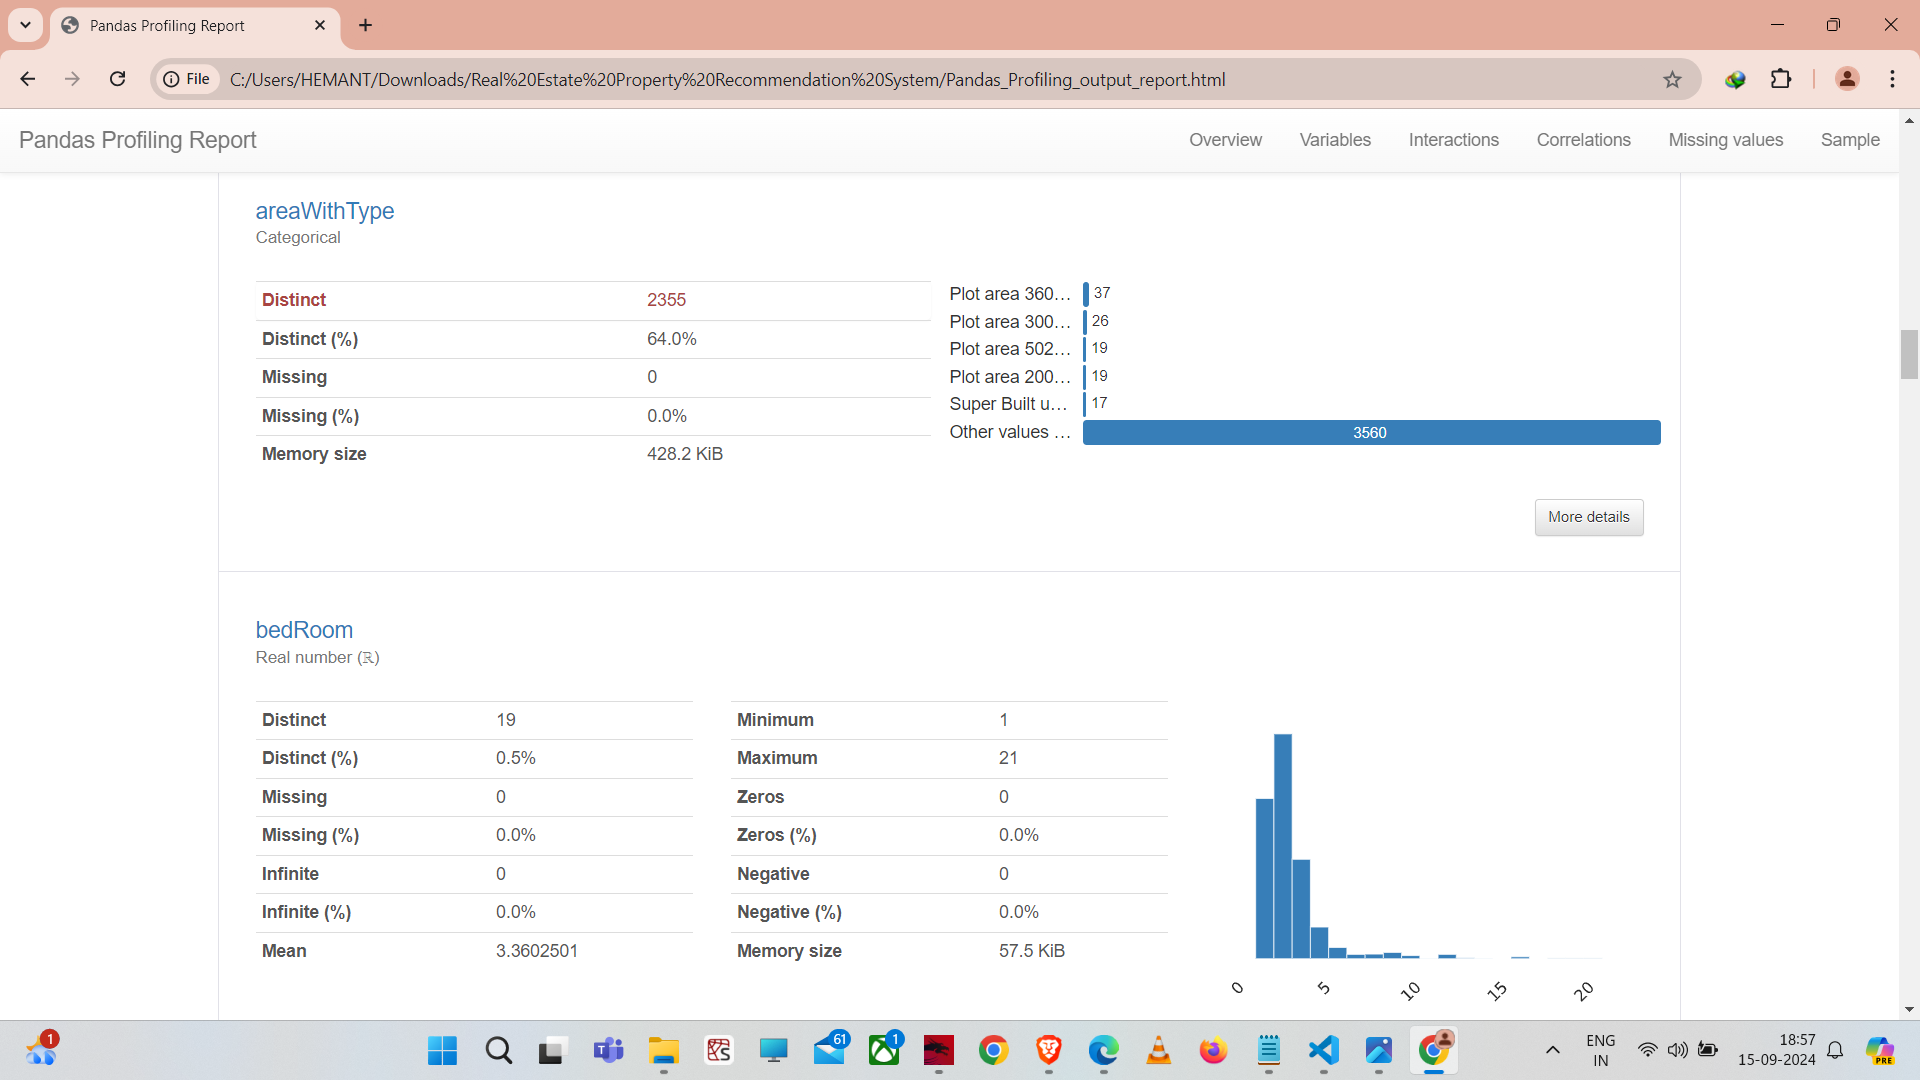 Pandas Profiling Report
File
C:/Users/HEMANT/Downloads/Real%20Estate%20Property%20Recommendation%20System/Pandas_Profiling_output_report.html
Pandas Profiling Report
Overview
Variables
Interactions
Correlations
Missing values
Sample
areaWithType
Categorical
Distinct 2355
Distinct (%) 64.0%
Missing 0
Missing (%) 0.0%
Memory size 428.2 KiB
Plot area 360... 37
Plot area 300... 26
Plot area 502... 19
Plot area 200... 19
Super Built u... 17
Other values ... 3560
More details
bedRoom
Real number (ℝ)
Distinct 19
Distinct (%) 0.5%
Missing 0
Missing (%) 0.0%
Infinite 0
Infinite (%) 0.0%
Mean 3.3602501
Minimum 1
Maximum 21
Zeros 0
Zeros (%) 0.0%
Negative 0
Negative (%) 0.0%
Memory size 57.5 KiB
0 5 10 15 20
1
61
1
PRE
ENG
IN
18:57
15-09-2024